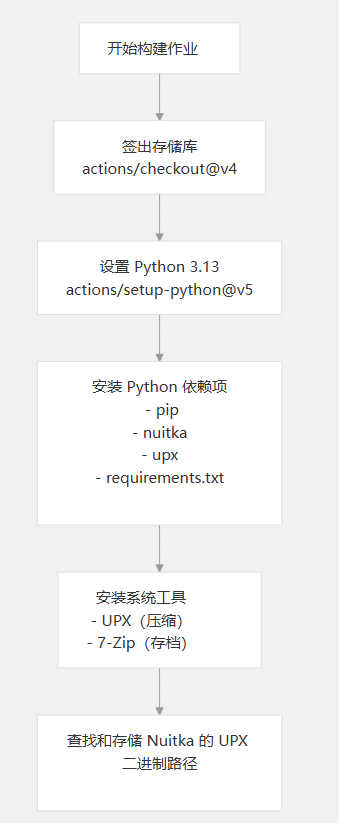 开始构建作业
签出存储库
actions/checkout@v4
设置 Python 3.13
actions/setup-python@v5
安装 Python 依赖项
- pip
- nuitka
- upx
- requirements.txt
安装系统工具
- UPX（压缩）
- 7-Zip（存档）
查找和存储 Nuitka 的 UPX
二进制路径